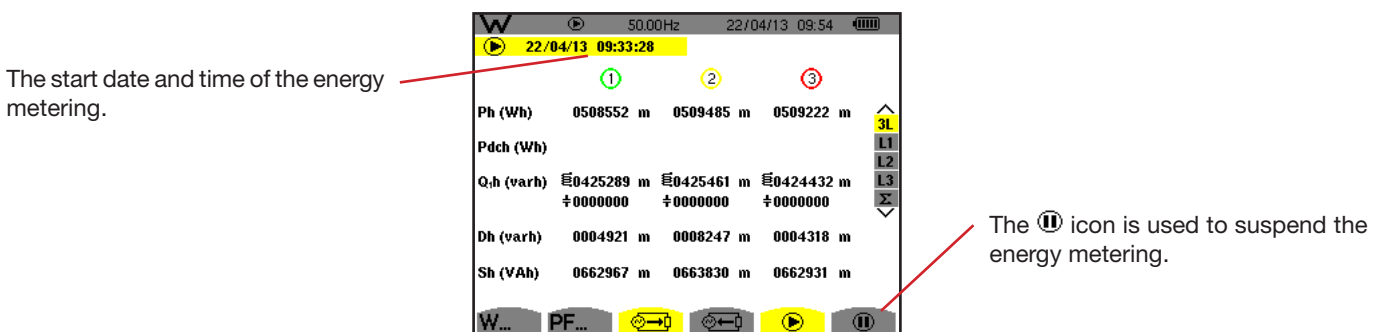 W 50.00Hz 22/04/13 09:54
22/04/13 09:33:28
The start date and time of the energy
metering.
1 2 3
Ph (Wh) 0508552 m 0509485 m 0509222 m
3L
Pdch (Wh)
L1
L2
Q₁h (varh) 0425289 m 0425461 m 0424432 m
L3
÷0000000 ÷0000000 ÷0000000
Σ
Dh (varh) 0004921 m 0008247 m 0004318 m
The icon is used to suspend the
energy metering.
Sh (VAh) 0662967 m 0663830 m 0662931 m
W... PF...